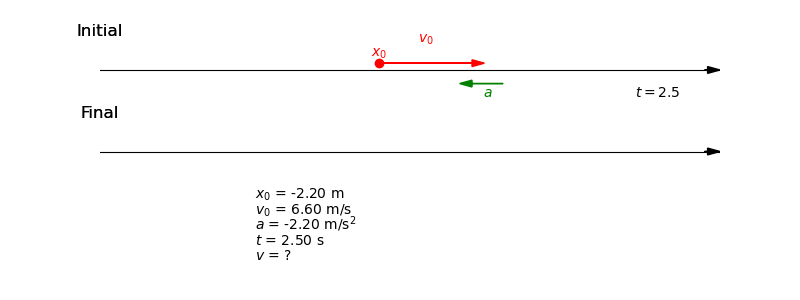 Initial
v₀
x₀
a
t = 2.5
Final
x₀ = -2.20 m
v₀ = 6.60 m/s
a = -2.20 m/s²
t = 2.50 s
v = ?